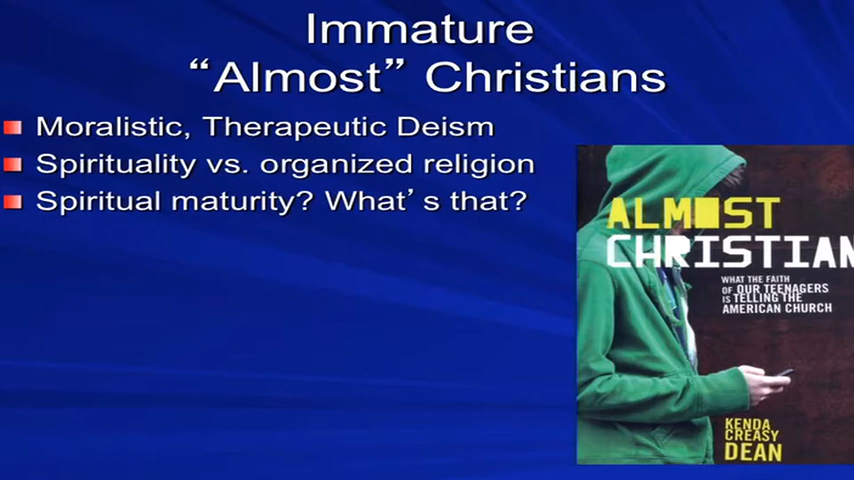 Immature
“Almost” Christians
Moralistic, Therapeutic Deism
Spirituality vs. organized religion
Spiritual maturity? What’s that?
ALMOST
CHRISTIAN
WHAT THE FAITH
OF OUR TEENAGERS
IS TELLING THE
AMERICAN CHURCH
KENDA
CREASY
DEAN